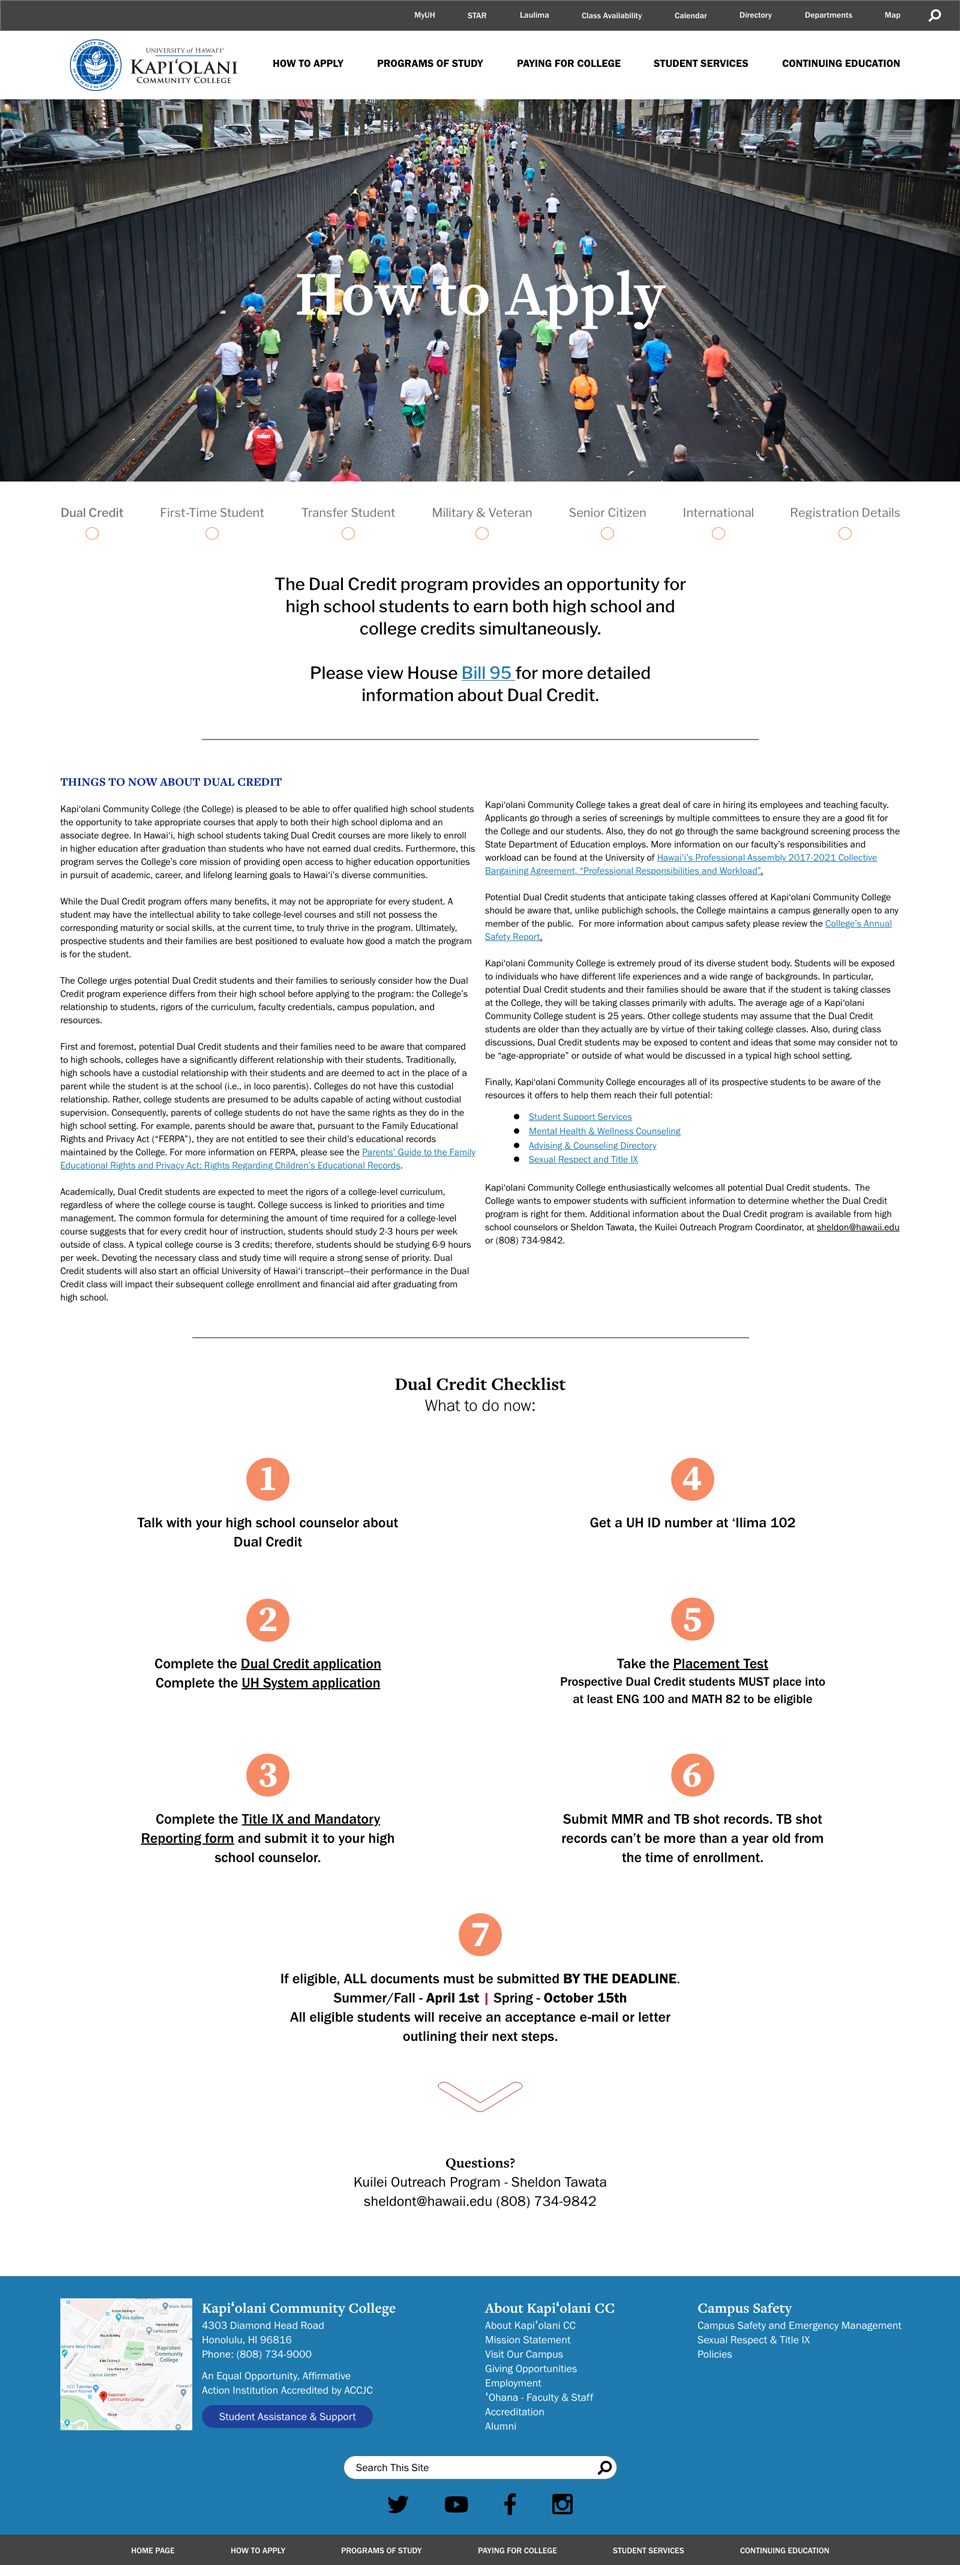 MyUH STAR Laulima Class Availability Calendar Directory Departments Map
UNIVERSITY of HAWAI'I
KAPI'OLANI
COMMUNITY COLLEGE
HOW TO APPLY PROGRAMS OF STUDY PAYING FOR COLLEGE STUDENT SERVICES CONTINUING EDUCATION
How to Apply
Dual Credit First-Time Student Transfer Student Military & Veteran Senior Citizen International Registration Details
The Dual Credit program provides an opportunity for
high school students to earn both high school and
college credits simultaneously.
Please view House Bill 95 for more detailed
information about Dual Credit.
THINGS TO NOW ABOUT DUAL CREDIT
Kapi'olani Community College (the College) is pleased to be able to offer qualified high school students
the opportunity to take appropriate courses that apply to both their high school diploma and an
associate degree. In Hawai'i, high school students taking Dual Credit courses are more likely to enroll
in higher education after graduation than students who have not earned dual credits. Furthermore, this
program serves the College's core mission of providing open access to higher education opportunities
in pursuit of academic, career, and lifelong learning goals to Hawai'i's diverse communities.
While the Dual Credit program offers many benefits, it may not be appropriate for every student. A
student may have the intellectual ability to take college-level courses and still not possess the
corresponding maturity or social skills, at the current time, to truly thrive in the program. Ultimately,
prospective students and their families are best positioned to evaluate how good a match the program
is for the student.
The College urges potential Dual Credit students and their families to seriously consider how the Dual
Credit program experience differs from their high school before applying to the program: the College's
relationship to students, rigors of the curriculum, faculty credentials, campus population, and
resources.
First and foremost, potential Dual Credit students and their families need to be aware that compared
to high schools, colleges have a significantly different relationship with their students. Traditionally,
high schools have a custodial relationship with their students and are deemed to act in the place of a
parent while the student is at the school (i.e., in loco parentis). Colleges do not have this custodial
relationship. Rather, college students are presumed to be adults capable of acting without custodial
supervision. Consequently, parents of college students do not have the same rights as they do in the
high school setting. For example, parents should be aware that, pursuant to the Family Educational
Rights and Privacy Act ("FERPA"), they are not entitled to see their child's educational records
maintained by the College. For more information on FERPA, please see the Parents' Guide to the Family
Educational Rights and Privacy Act: Rights Regarding Children's Educational Records.
Academically, Dual Credit students are expected to meet the rigors of a college-level curriculum,
regardless of where the college course is taught. College success is linked to priorities and time
management. The common formula for determining the amount of time required for a college-level
course suggests that for every credit hour of instruction, students should study 2-3 hours per week
outside of class. A typical college course is 3 credits; therefore, students should be studying 6-9 hours
per week. Devoting the necessary class and study time will require a strong sense of priority. Dual
Credit students will also start an official University of Hawai'i transcript—their performance in the Dual
Credit class will impact their subsequent college enrollment and financial aid after graduating from
high school.
Kapi'olani Community College takes a great deal of care in hiring its employees and teaching faculty.
Applicants go through a series of screenings by multiple committees to ensure they are a good fit for
the College and our students. Also, they do not go through the same background screening process the
State Department of Education employs. More information on our faculty's responsibilities and
workload can be found at the University of Hawai'i's Professional Assembly 2017-2021 Collective
Bargaining Agreement, "Professional Responsibilities and Workload".
Potential Dual Credit students that anticipate taking classes offered at Kapi'olani Community College
should be aware that, unlike publichigh schools, the College maintains a campus generally open to any
member of the public. For more information about campus safety please review the College's Annual
Safety Report.
Kapi'olani Community College is extremely proud of its diverse student body. Students will be exposed
to individuals who have different life experiences and a wide range of backgrounds. In particular,
potential Dual Credit students and their families should be aware that if the student is taking classes
at the College, they will be taking classes primarily with adults. The average age of a Kapi'olani
Community College student is 25 years. Other college students may assume that the Dual Credit
students are older than they actually are by virtue of their taking college classes. Also, during class
discussions, Dual Credit students may be exposed to content and ideas that some may consider not to
be "age-appropriate" or outside of what would be discussed in a typical high school setting.
Finally, Kapi'olani Community College encourages all of its prospective students to be aware of the
resources it offers to help them reach their full potential:
● Student Support Services
● Mental Health & Wellness Counseling
● Advising & Counseling Directory
● Sexual Respect and Title IX
Kapi'olani Community College enthusiastically welcomes all potential Dual Credit students. The
College wants to empower students with sufficient information to determine whether the Dual Credit
program is right for them. Additional information about the Dual Credit program is available from high
school counselors or Sheldon Tawata, the Kuilei Outreach Program Coordinator, at sheldon@hawaii.edu
or (808) 734-9842.
Dual Credit Checklist
What to do now:
1
Talk with your high school counselor about
Dual Credit
2
Complete the Dual Credit application
Complete the UH System application
3
Complete the Title IX and Mandatory
Reporting form and submit it to your high
school counselor.
4
Get a UH ID number at 'Ilima 102
5
Take the Placement Test
Prospective Dual Credit students MUST place into
at least ENG 100 and MATH 82 to be eligible
6
Submit MMR and TB shot records. TB shot
records can't be more than a year old from
the time of enrollment.
7
If eligible, ALL documents must be submitted BY THE DEADLINE.
Summer/Fall - April 1st | Spring - October 15th
All eligible students will receive an acceptance e-mail or letter
outlining their next steps.
Questions?
Kuilei Outreach Program - Sheldon Tawata
sheldont@hawaii.edu (808) 734-9842
Kapi'olani
Community
College
Kapi'olani Community College
4303 Diamond Head Road
Honolulu, HI 96816
Phone: (808) 734-9000
An Equal Opportunity, Affirmative
Action Institution Accredited by ACCJC
Student Assistance & Support
About Kapi'olani CC
About Kapi'olani CC
Mission Statement
Visit Our Campus
Giving Opportunities
Employment
'Ohana - Faculty & Staff
Accreditation
Alumni
Campus Safety
Campus Safety and Emergency Management
Sexual Respect & Title IX
Policies
Search This Site
HOME PAGE HOW TO APPLY PROGRAMS OF STUDY PAYING FOR COLLEGE STUDENT SERVICES CONTINUING EDUCATION